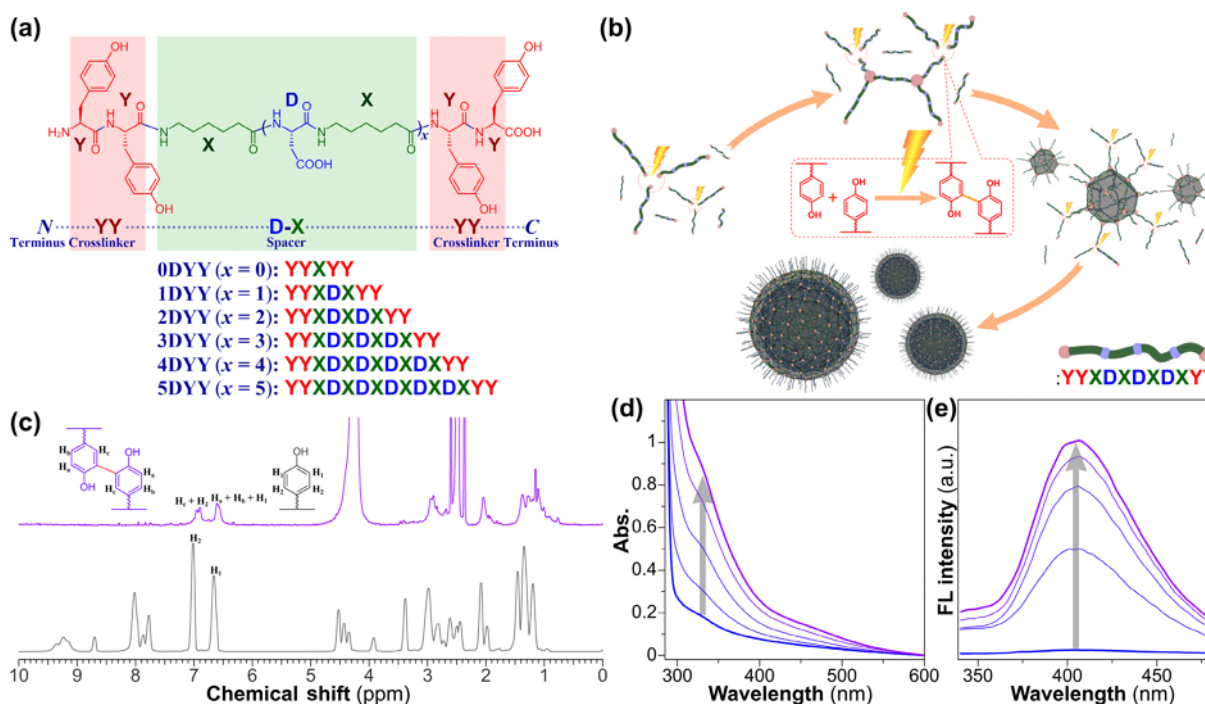 (a)
OH
Y
D
X
Y
OH
H₂N
Y
X
COOH
Y
COOH
OH
OH
N
YY
D-X
YY
C
Terminus Crosslinker
Spacer
Crosslinker Terminus
0DYY (x = 0): YYXYY
1DYY (x = 1): YYXDXYY
2DYY (x = 2): YYXDXDXYY
3DYY (x = 3): YYXDXDXDXYY
4DYY (x = 4): YYXDXDXDXDXYY
5DYY (x = 5): YYXDXDXDXDXDXYY
(b)
OH
+
OH
OH
OH
:YYXDXDXDXY
(c)
OH
Hb
Hc
Ha
OH
Ha
Hc
Hb
OH
H₁
H₁
H₂
H₂
Hc + H₂
Ha + Hb + H₁
H₂
H₁
10 9 8 7 6 5 4 3 2 1 0
Chemical shift (ppm)
(d)
1
0.8
0.6
0.4
0.2
0
Abs.
300 400 500 600
Wavelength (nm)
(e)
FL intensity (a.u.)
350 400 450
Wavelength (nm)